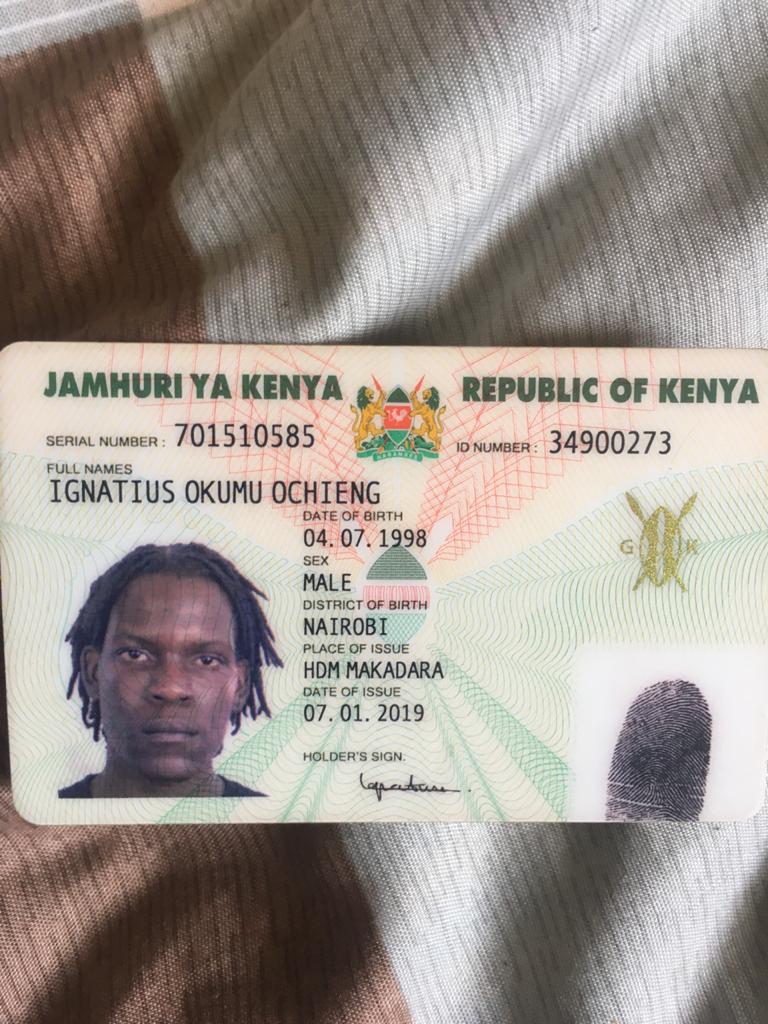 JAMHURI YA KENYA REPUBLIC OF KENYA
SERIAL NUMBER : 701510585 ID NUMBER : 34900273
FULL NAMES
IGNATIUS OKUMU OCHIENG
DATE OF BIRTH
04.07.1998
SEX
MALE
DISTRICT OF BIRTH
NAIROBI
PLACE OF ISSUE
HDM MAKADARA
DATE OF ISSUE
07.01.2019
HOLDER'S SIGN.
Ignatius
HARAMBEE
G K